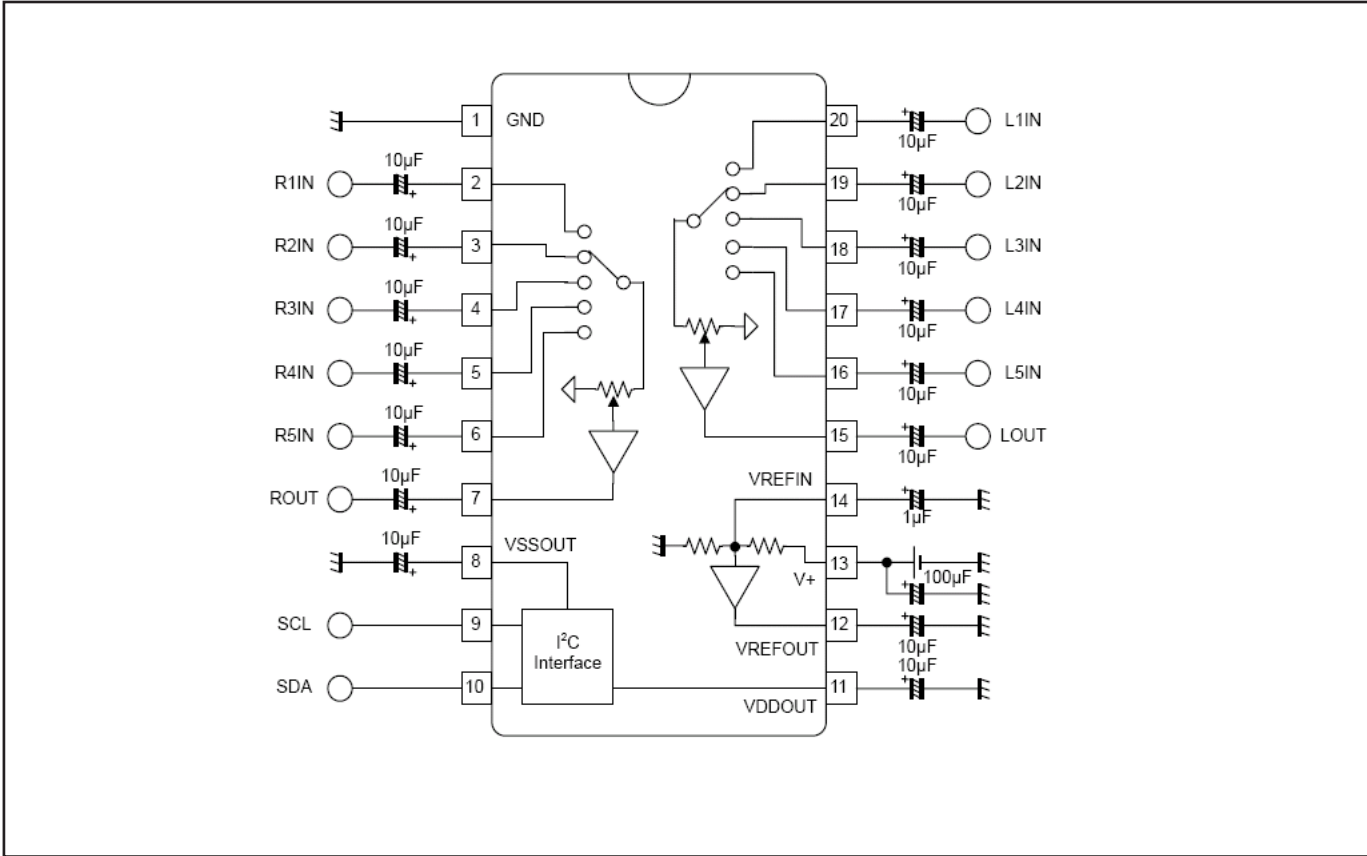 1 GND
20
10µF
L1IN
R1IN
10µF
2
19
10µF
L2IN
R2IN
10µF
3
18
10µF
L3IN
R3IN
10µF
4
17
10µF
L4IN
R4IN
10µF
5
16
10µF
L5IN
R5IN
10µF
6
15
10µF
LOUT
ROUT
10µF
7
VREFIN
14
1µF
10µF
8
VSSOUT
V+
13
100µF
SCL
9
I²C
Interface
VREFOUT
12
10µF
SDA
10
VDDOUT
11
10µF